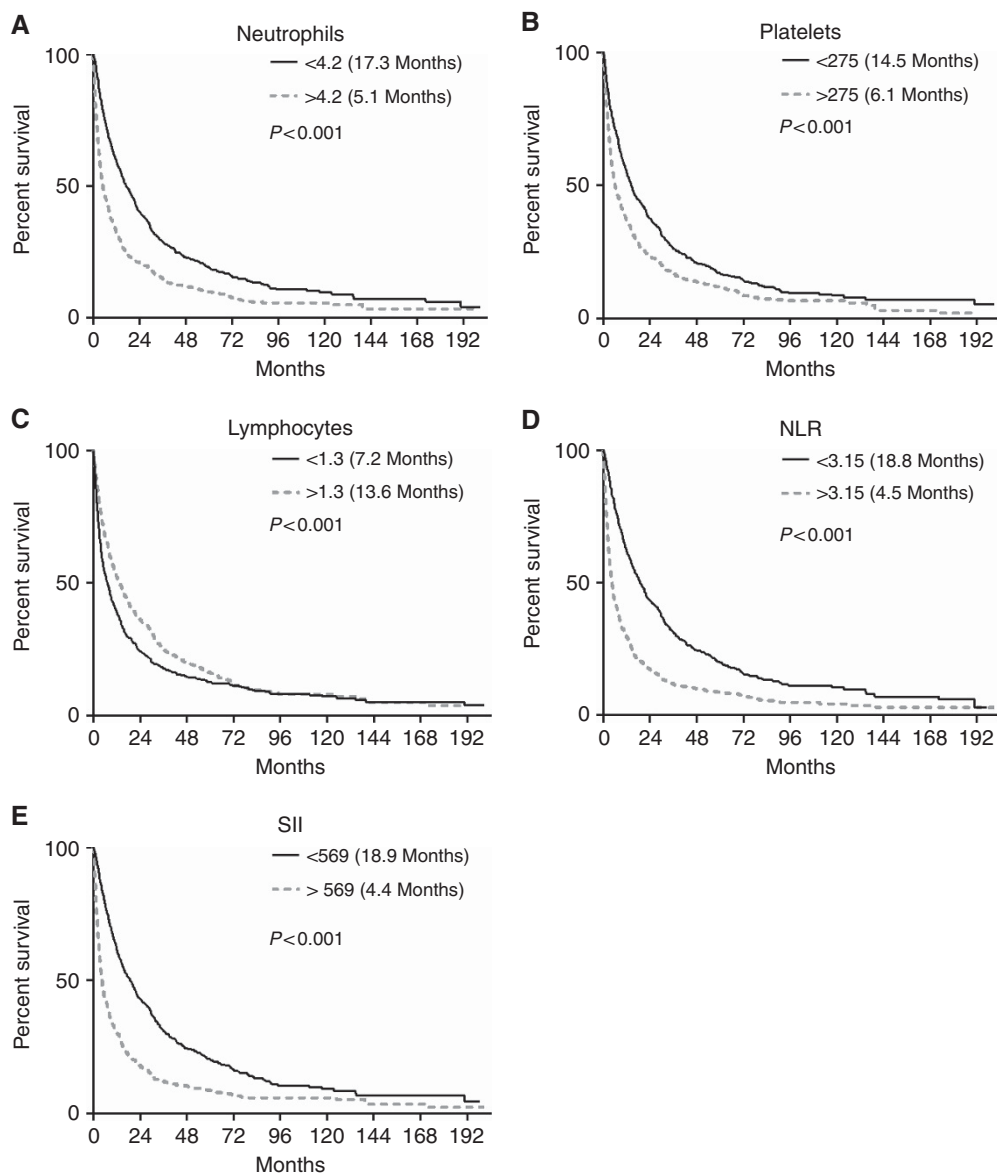 A
Neutrophils
<4.2 (17.3 Months)
>4.2 (5.1 Months)
P<0.001
100
50
0
Percent survival
0 24 48 72 96 120 144 168 192
Months
B
Platelets
<275 (14.5 Months)
>275 (6.1 Months)
P<0.001
100
50
0
Percent survival
0 24 48 72 96 120 144 168 192
Months
C
Lymphocytes
<1.3 (7.2 Months)
>1.3 (13.6 Months)
P<0.001
100
50
0
Percent survival
0 24 48 72 96 120 144 168 192
Months
D
NLR
<3.15 (18.8 Months)
>3.15 (4.5 Months)
P<0.001
100
50
0
Percent survival
0 24 48 72 96 120 144 168 192
Months
E
SII
<569 (18.9 Months)
> 569 (4.4 Months)
P<0.001
100
50
0
Percent survival
0 24 48 72 96 120 144 168 192
Months